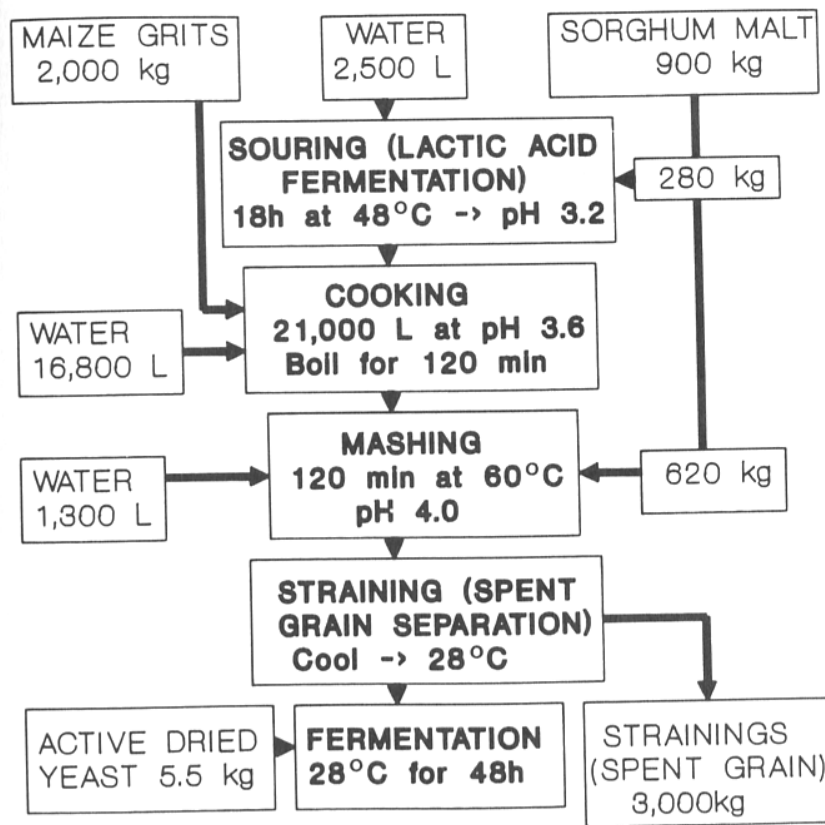 MAIZE GRITS
2,000 kg
WATER
2,500 L
SORGHUM MALT
900 kg
SOURING (LACTIC ACID
FERMENTATION)
18h at 48°C -> pH 3.2
280 kg
COOKING
21,000 L at pH 3.6
Boil for 120 min
WATER
16,800 L
MASHING
120 min at 60°C
pH 4.0
WATER
1,300 L
620 kg
STRAINING (SPENT
GRAIN SEPARATION)
Cool -> 28°C
ACTIVE DRIED
YEAST 5.5 kg
FERMENTATION
28°C for 48h
STRAININGS
(SPENT GRAIN)
3,000kg